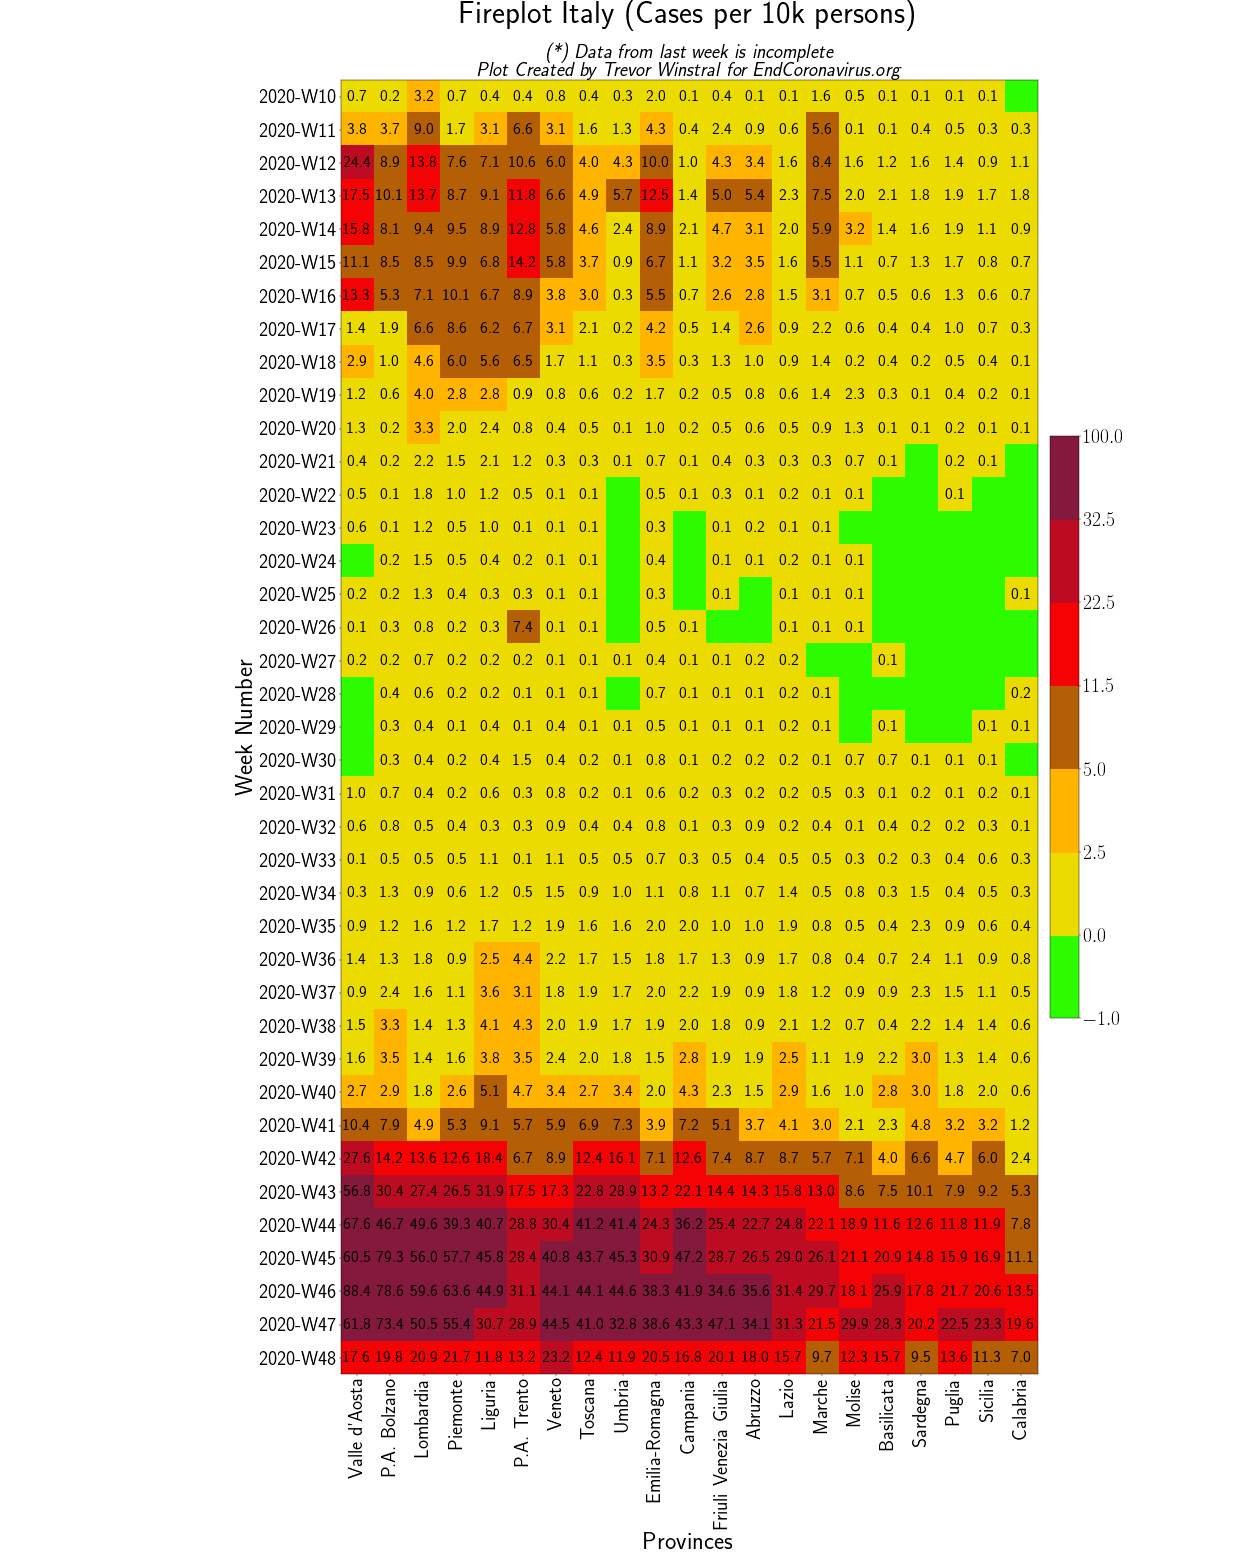 Fireplot Italy (Cases per 10k persons)
(*) Data from last week is incomplete
Plot Created by Trevor Winstral for EndCoronavirus.org
2020-W10 0.7 0.2 3.2 0.7 0.4 0.4 0.8 0.4 0.3 2.0 0.1 0.4 0.1 0.1 1.6 0.5 0.1 0.1 0.1 0.1
2020-W11 3.8 3.7 9.0 1.7 3.1 6.6 3.1 1.6 1.3 4.3 0.4 2.4 0.9 0.6 5.6 0.1 0.1 0.4 0.5 0.3 0.3
2020-W12 24.4 8.9 13.8 7.6 7.1 10.6 6.0 4.0 4.3 10.0 1.0 4.3 3.4 1.6 8.4 1.6 1.2 1.6 1.4 0.9 1.1
2020-W13 17.5 10.1 13.7 8.7 9.1 11.8 6.6 4.9 5.7 12.5 1.4 5.0 5.4 2.3 7.5 2.0 2.1 1.8 1.9 1.7 1.8
2020-W14 15.8 8.1 9.4 9.5 8.9 12.8 5.8 4.6 2.4 8.9 2.1 4.7 3.1 2.0 5.9 3.2 1.4 1.6 1.9 1.1 0.9
2020-W15 11.1 8.5 8.5 9.9 6.8 14.2 5.8 3.7 0.9 6.7 1.1 3.2 3.5 1.6 5.5 1.1 0.7 1.3 1.7 0.8 0.7
2020-W16 13.3 5.3 7.1 10.1 6.7 8.9 3.8 3.0 0.3 5.5 0.7 2.6 2.8 1.5 3.1 0.7 0.5 0.6 1.3 0.6 0.7
2020-W17 1.4 1.9 6.6 8.6 6.2 6.7 3.1 2.1 0.2 4.2 0.5 1.4 2.6 0.9 2.2 0.6 0.4 0.4 1.0 0.7 0.3
2020-W18 2.9 1.0 4.6 6.0 5.6 6.5 1.7 1.1 0.3 3.5 0.3 1.3 1.0 0.9 1.4 0.2 0.4 0.2 0.5 0.4 0.1
2020-W19 1.2 0.6 4.0 2.8 2.8 0.9 0.8 0.6 0.2 1.7 0.2 0.5 0.8 0.6 1.4 2.3 0.3 0.1 0.4 0.2 0.1
2020-W20 1.3 0.2 3.3 2.0 2.4 0.8 0.4 0.5 0.1 1.0 0.2 0.5 0.6 0.5 0.9 1.3 0.1 0.1 0.2 0.1 0.1
2020-W21 0.4 0.2 2.2 1.5 2.1 1.2 0.3 0.3 0.1 0.7 0.1 0.4 0.3 0.3 0.3 0.7 0.1 0.2 0.1
2020-W22 0.5 0.1 1.8 1.0 1.2 0.5 0.1 0.1 0.5 0.1 0.3 0.1 0.2 0.1 0.1 0.1
2020-W23 0.6 0.1 1.2 0.5 1.0 0.1 0.1 0.1 0.3 0.1 0.2 0.1 0.1
2020-W24 0.2 1.5 0.5 0.4 0.2 0.1 0.1 0.4 0.1 0.1 0.2 0.1 0.1
2020-W25 0.2 0.2 1.3 0.4 0.3 0.3 0.1 0.1 0.3 0.1 0.1 0.1 0.1 0.1
2020-W26 0.1 0.3 0.8 0.2 0.3 7.4 0.1 0.1 0.5 0.1 0.1 0.1 0.1
2020-W27 0.2 0.2 0.7 0.2 0.2 0.2 0.1 0.1 0.1 0.4 0.1 0.1 0.2 0.2 0.1
2020-W28 0.4 0.6 0.2 0.2 0.1 0.1 0.1 0.7 0.1 0.1 0.1 0.2 0.1 0.2
2020-W29 0.3 0.4 0.1 0.4 0.1 0.4 0.1 0.1 0.5 0.1 0.1 0.1 0.2 0.1 0.1 0.1 0.1
2020-W30 0.3 0.4 0.2 0.4 1.5 0.4 0.2 0.1 0.8 0.1 0.2 0.2 0.2 0.1 0.7 0.7 0.1 0.1 0.1
2020-W31 1.0 0.7 0.4 0.2 0.6 0.3 0.8 0.2 0.1 0.6 0.2 0.3 0.2 0.2 0.5 0.3 0.1 0.2 0.1 0.2 0.1
2020-W32 0.6 0.8 0.5 0.4 0.3 0.3 0.9 0.4 0.4 0.8 0.1 0.3 0.9 0.2 0.4 0.1 0.4 0.2 0.2 0.3 0.1
2020-W33 0.1 0.5 0.5 0.5 1.1 0.1 1.1 0.5 0.5 0.7 0.3 0.5 0.4 0.5 0.5 0.3 0.2 0.3 0.4 0.6 0.3
2020-W34 0.3 1.3 0.9 0.6 1.2 0.5 1.5 0.9 1.0 1.1 0.8 1.1 0.7 1.4 0.5 0.8 0.3 1.5 0.4 0.5 0.3
2020-W35 0.9 1.2 1.6 1.2 1.7 1.2 1.9 1.6 1.6 2.0 2.0 1.0 1.0 1.9 0.8 0.5 0.4 2.3 0.9 0.6 0.4
2020-W36 1.4 1.3 1.8 0.9 2.5 4.4 2.2 1.7 1.5 1.8 1.7 1.3 0.9 1.7 0.8 0.4 0.7 2.4 1.1 0.9 0.8
2020-W37 0.9 2.4 1.6 1.1 3.6 3.1 1.8 1.9 1.7 2.0 2.2 1.9 0.9 1.8 1.2 0.9 0.9 2.3 1.5 1.1 0.5
2020-W38 1.5 3.3 1.4 1.3 4.1 4.3 2.0 1.9 1.7 1.9 2.0 1.8 0.9 2.1 1.2 0.7 0.4 2.2 1.4 1.4 0.6
2020-W39 1.6 3.5 1.4 1.6 3.8 3.5 2.4 2.0 1.8 1.5 2.8 1.9 1.9 2.5 1.1 1.9 2.2 3.0 1.3 1.4 0.6
2020-W40 2.7 2.9 1.8 2.6 5.1 4.7 3.4 2.7 3.4 2.0 4.3 2.3 1.5 2.9 1.6 1.0 2.8 3.0 1.8 2.0 0.6
2020-W41 10.4 7.9 4.9 5.3 9.1 5.7 5.9 6.9 7.3 3.9 7.2 5.1 3.7 4.1 3.0 2.1 2.3 4.8 3.2 3.2 1.2
2020-W42 27.6 14.2 13.6 12.6 18.4 6.7 8.9 12.4 16.1 7.1 12.6 7.4 8.7 8.7 5.7 7.1 4.0 6.6 4.7 6.0 2.4
2020-W43 56.8 30.4 27.4 26.5 31.9 17.5 17.3 22.8 28.9 13.2 22.1 14.4 14.3 15.8 13.0 8.6 7.5 10.1 7.9 9.2 5.3
2020-W44 67.6 46.7 49.6 39.3 40.7 28.8 30.4 41.2 41.4 24.3 36.2 25.4 22.7 24.8 22.1 18.9 11.6 12.6 11.8 11.9 7.8
2020-W45 60.5 79.3 56.0 57.7 45.8 28.4 40.8 43.7 45.3 30.9 47.2 28.7 26.5 29.0 26.1 21.1 20.9 14.8 15.9 16.9 11.1
2020-W46 88.4 78.6 59.6 63.6 44.9 31.1 44.1 44.1 44.6 38.3 41.9 34.6 35.6 31.4 29.7 18.1 25.9 17.8 21.7 20.6 13.5
2020-W47 61.8 73.4 50.5 55.4 30.7 28.9 44.5 41.0 32.8 38.6 43.3 47.1 34.1 31.3 21.5 29.9 28.3 20.2 22.5 23.3 19.6
2020-W48 17.6 19.8 20.9 21.7 11.8 13.2 23.2 12.4 11.9 20.5 16.8 20.1 18.0 15.7 9.7 12.3 15.7 9.5 13.6 11.3 7.0
Week Number
Valle d'Aosta
P.A. Bolzano
Lombardia
Piemonte
Liguria
P.A. Trento
Veneto
Toscana
Umbria
Emilia-Romagna
Campania
Friuli Venezia Giulia
Abruzzo
Lazio
Marche
Molise
Basilicata
Sardegna
Puglia
Sicilia
Calabria
Provinces
100.0
32.5
22.5
11.5
5.0
2.5
0.0
−1.0